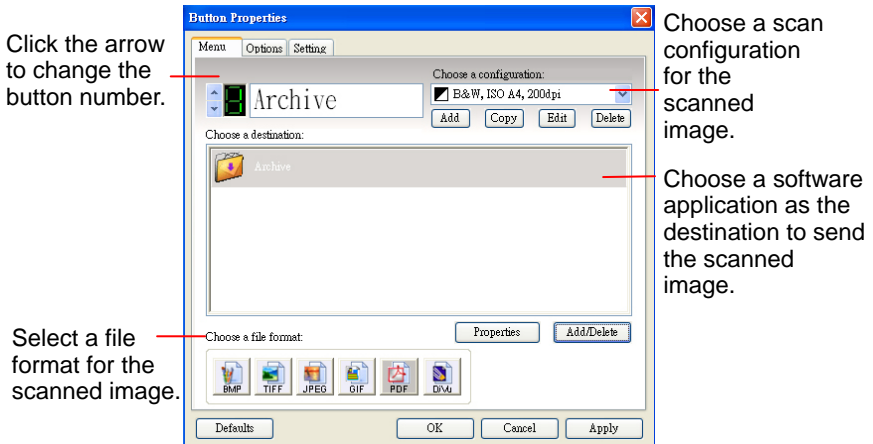 Button Properties
Menu Options Setting
Click the arrow
to change the
button number.
Choose a configuration:
3 Archive
B&W, ISO A4, 200dpi
Add Copy Edit Delete
Choose a scan
configuration
for the
scanned
image.
Choose a destination:
Archive
Choose a software
application as the
destination to send
the scanned
image.
Properties Add/Delete
Choose a file format:
Select a file
format for the
scanned image.
BMP TIFF JPEG GIF PDF DjVu
Defaults OK Cancel Apply